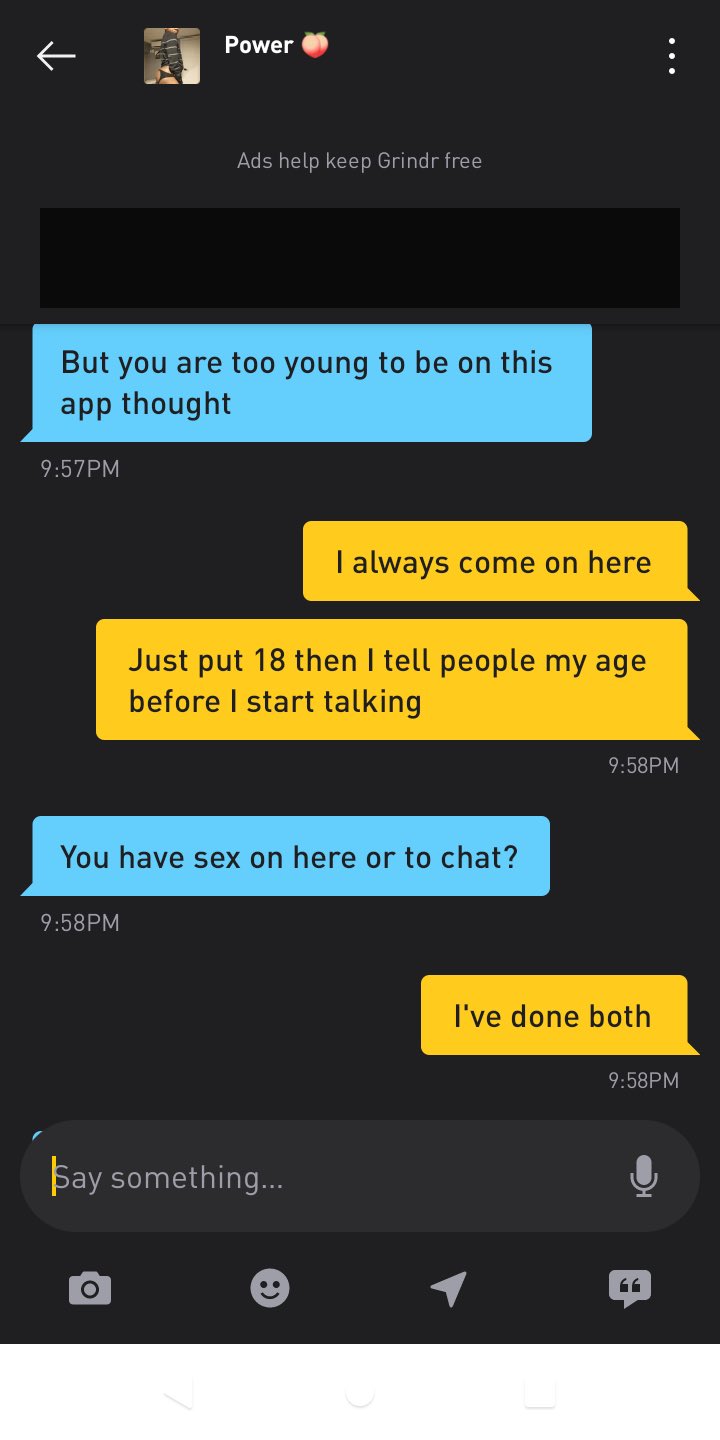 Power 🍑
Ads help keep Grindr free
But you are too young to be on this
app thought
9:57PM
I always come on here
Just put 18 then I tell people my age
before I start talking
9:58PM
You have sex on here or to chat?
9:58PM
I've done both
9:58PM
Say something...